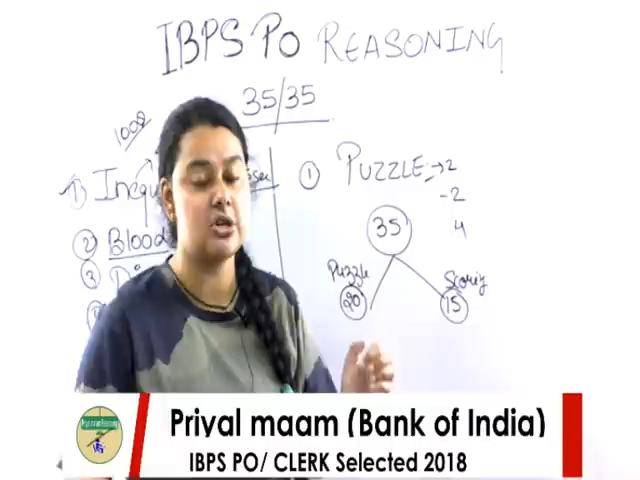 IBPS PO REASONING
35/35
100%
① PUZZLE → 2
- 2
35' 4
Puzzle Scoring
20 15
1) Inequ
② Blood
③ Di
Priyal maam (Bank of India)
IBPS PO/ CLERK Selected 2018